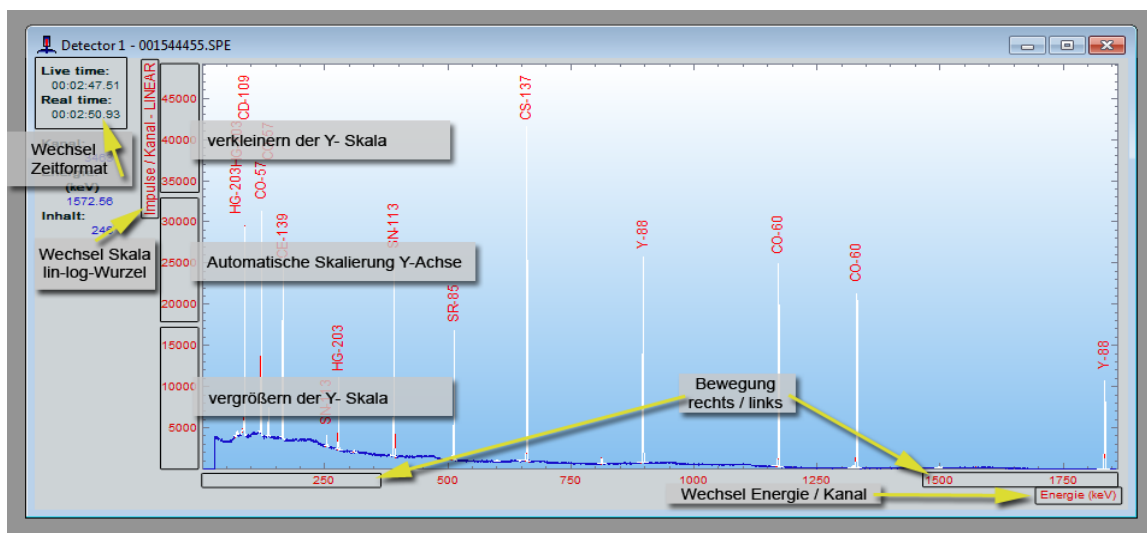 Detector 1 - 001544455.SPE
Live time:
00:02:47.51
Real time:
00:02:50.93
Wechsel
Zeitformat
(keV)
1572.56
Inhalt:
Wechsel Skala
lin-log-Wurzel
Impulse / Kanal - LINEAR
45000
40000
35000
30000
25000
20000
15000
10000
5000
verkleinern der Y- Skala
Automatische Skalierung Y-Achse
vergrößern der Y- Skala
HG-203
CD-109
CO-57
CE-139
SN-113
HG-203
SN-113
SR-85
CS-137
Y-88
CO-60
CO-60
Y-88
Bewegung
rechts / links
250
500
750
1000
1250
1500
1750
Wechsel Energie / Kanal
Energie (keV)